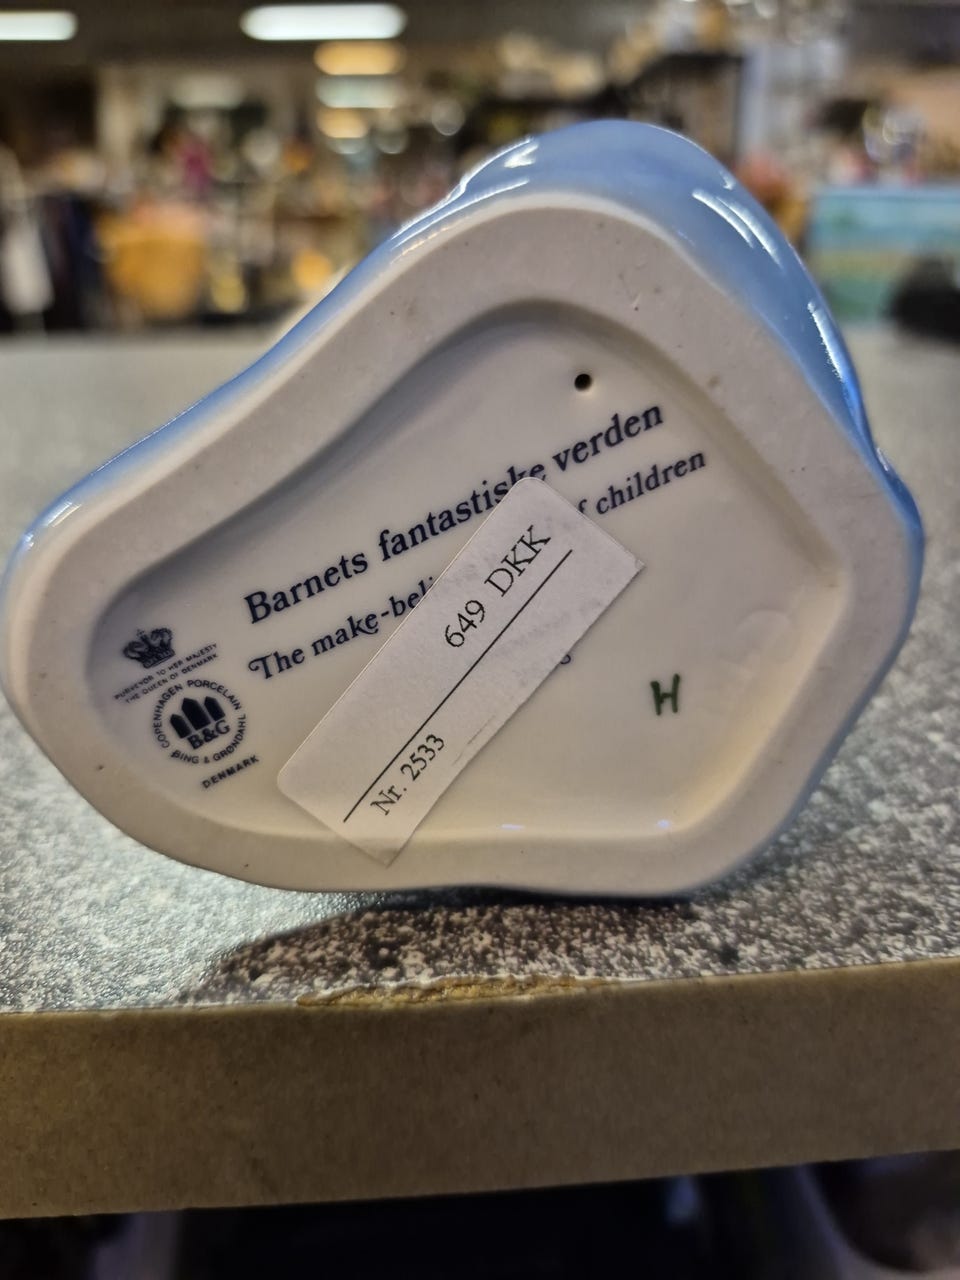 Barnets fantastiske verden
The make-beli
f children
649 DKK
Nr. 2533
PURVEYOR TO HER MAJESTY
THE QUEEN OF DENMARK
COPENHAGEN PORCELAIN
B&G
BING & GRØNDAHL
DENMARK
H